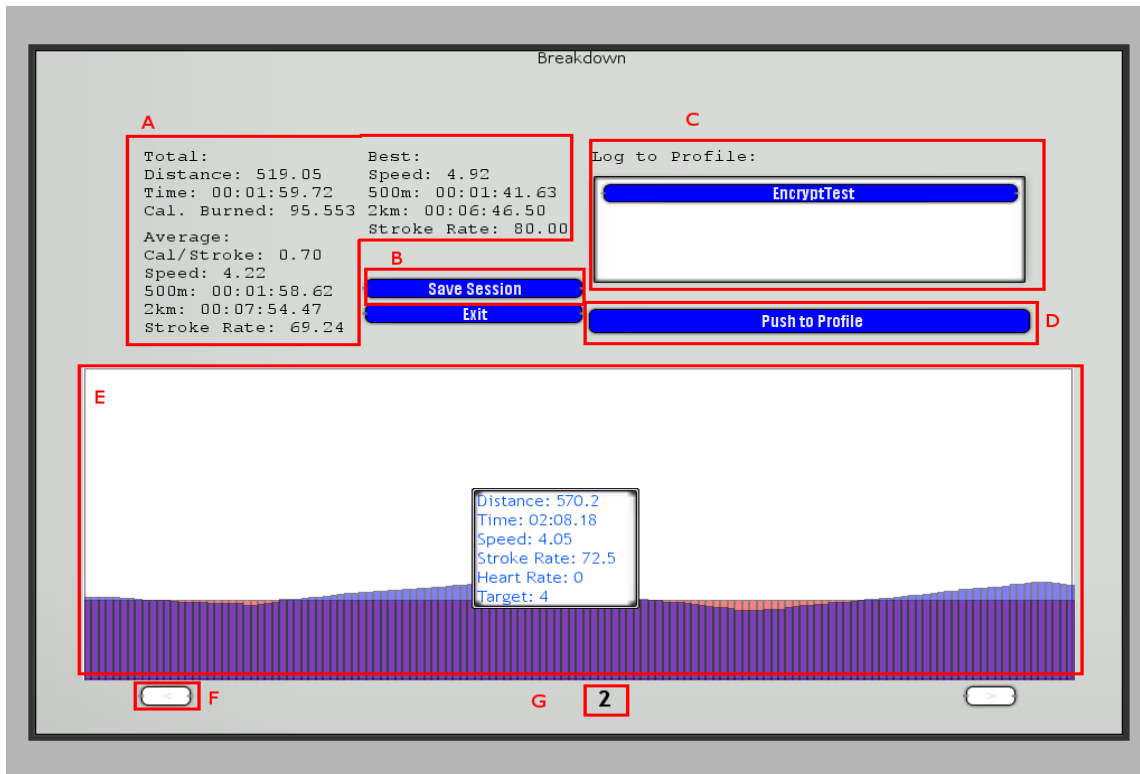 Breakdown
A
Total:
Distance: 519.05
Time: 00:01:59.72
Cal. Burned: 95.553
Average:
Cal/Stroke: 0.70
Speed: 4.22
500m: 00:01:58.62
2km: 00:07:54.47
Stroke Rate: 69.24
Best:
Speed: 4.92
500m: 00:01:41.63
2km: 00:06:46.50
Stroke Rate: 80.00
B
Save Session
Exit
C
Log to Profile:
EncryptTest
Push to Profile
D
E
Distance: 570.2
Time: 02:08.18
Speed: 4.05
Stroke Rate: 72.5
Heart Rate: 0
Target: 4
<
F
G
2
>